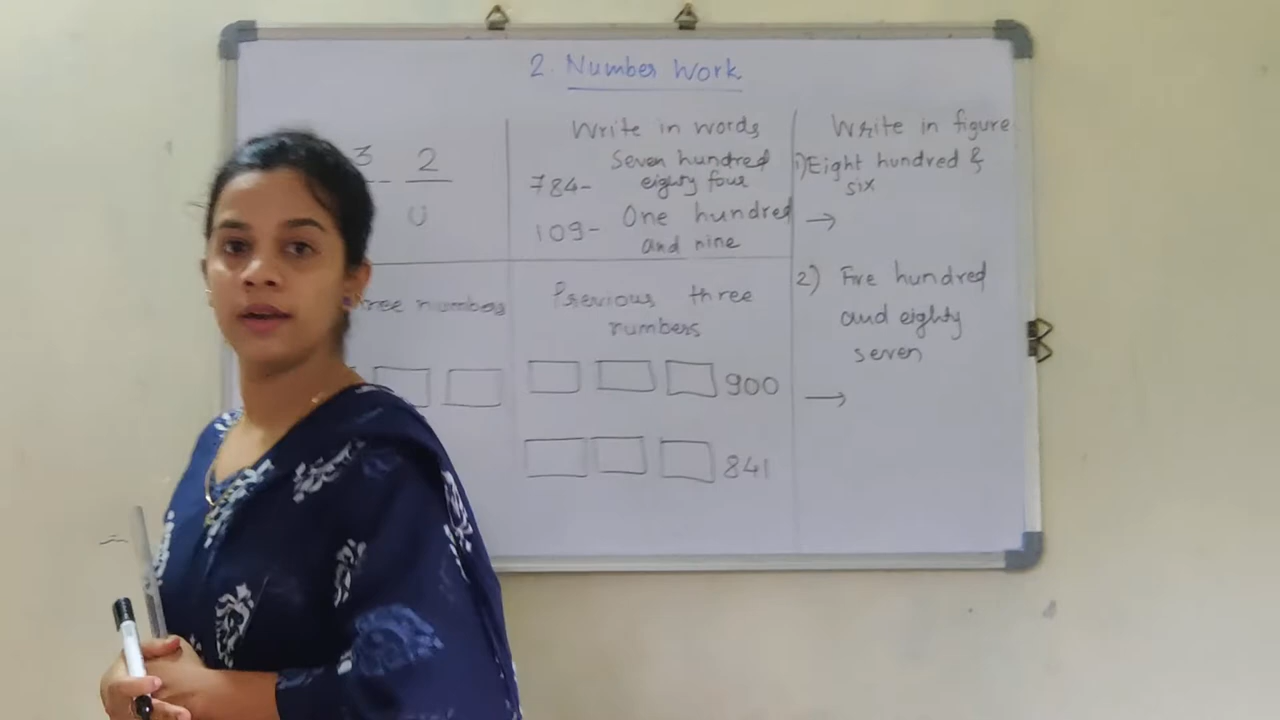 2. Number Work
3 2
U
Write in words
784- Seven hundred
eighty four
109- One hundred
and nine
Write in figure
1) Eight hundred &
six
→
2) Five hundred
and eighty
seven
→
numbers
Previous three
numbers
900
841